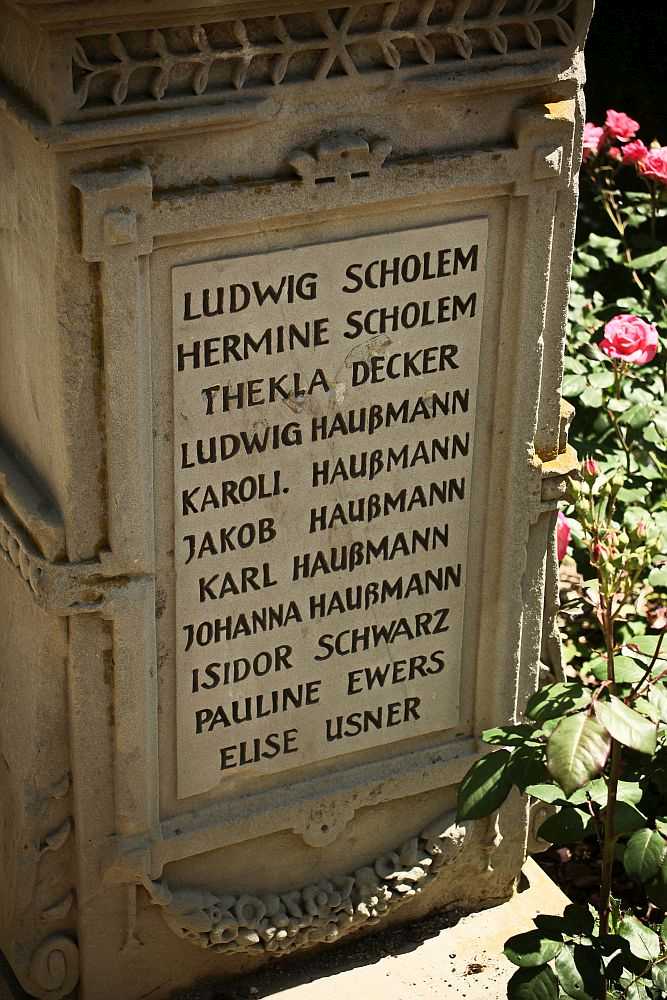 LUDWIG SCHOLEM
HERMINE SCHOLEM
THEKLA DECKER
LUDWIG HAUßMANN
KAROLI. HAUßMANN
JAKOB HAUßMANN
KARL HAUßMANN
JOHANNA HAUßMANN
ISIDOR SCHWARZ
PAULINE EWERS
ELISE USNER